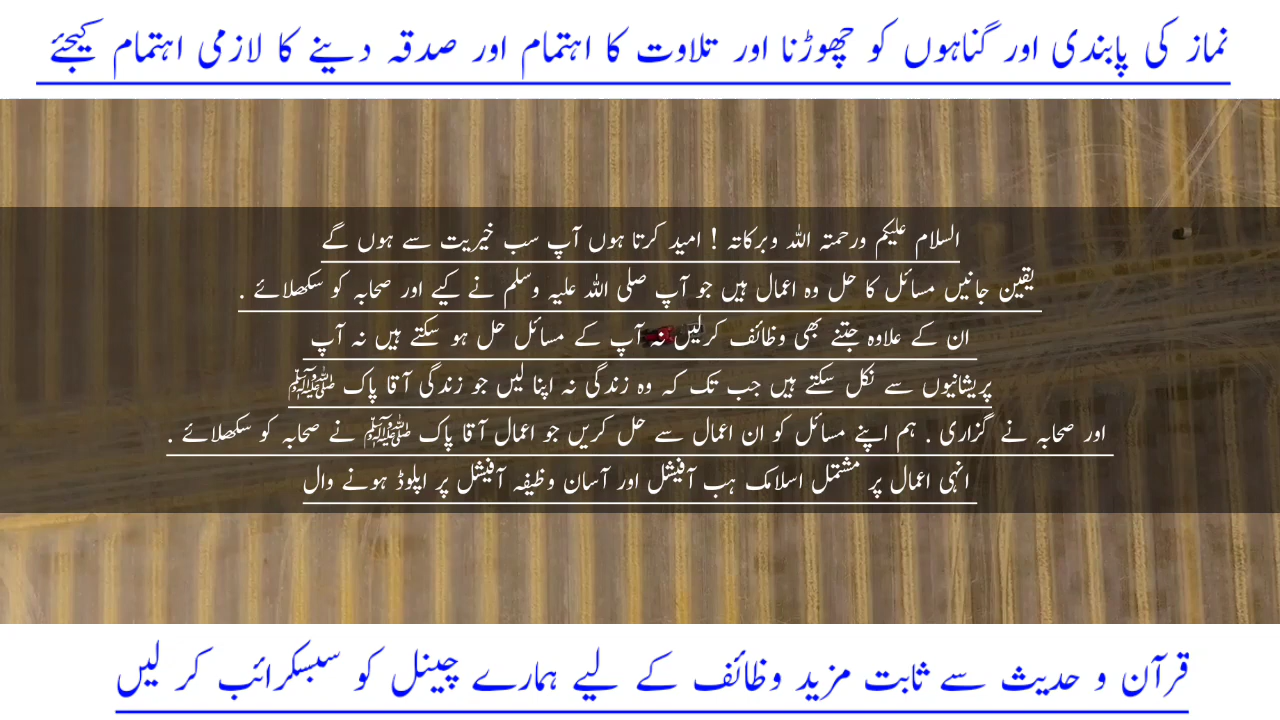 نماز کی پابندی اور گناہوں کو چھوڑنا اور تلاوت کا اہتمام اور صدقہ دینے کا لازمی اہتمام کیجئے
السلام علیکم ورحمتہ اللہ وبرکاتہ ! امید کرتا ہوں آپ سب خیریت سے ہوں گے
یقین جانیں مسائل کا حل وہ اعمال ہیں جو آپ صلی اللہ علیہ وسلم نے کیے اور صحابہ کو سکھلائے .
ان کے علاوہ جتنے بھی وظائف کرلیں نہ آپ کے مسائل حل ہو سکتے ہیں نہ آپ
پریشانیوں سے نکل سکتے ہیں جب تک کہ وہ زندگی نہ اپنا لیں جو زندگی آقا پاک ﷺ
اور صحابہ نے گزاری . ہم اپنے مسائل کو ان اعمال سے حل کریں جو اعمال آقا پاک ﷺ نے صحابہ کو سکھلائے .
انہی اعمال پر مشتمل اسلامک ہب آفیشل اور آسان وظیفہ آفیشل پر اپلوڈ ہونے وال
قرآن و حدیث سے ثابت مزید وظائف کے لیے ہمارے چینل کو سبسکرائب کر لیں